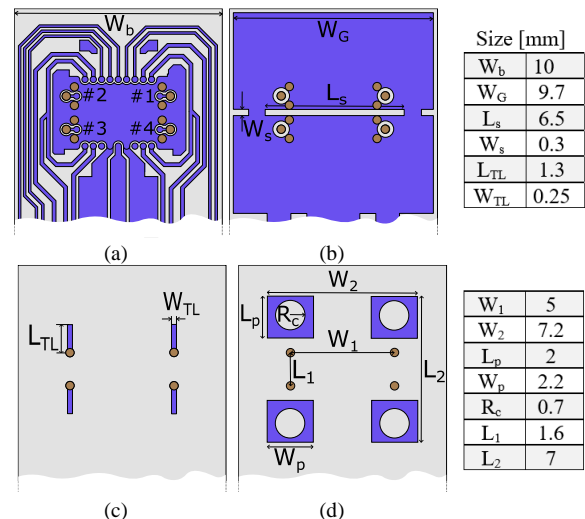 W_b
#2 #1
#3 #4
(a)
W_G
L_s
W_s
(b)
Size [mm]
W_b 10
W_G 9.7
L_s 6.5
W_s 0.3
L_TL 1.3
W_TL 0.25
W_TL
L_TL
(c)
W_2
L_p
R_c
W_1
L_1
L_2
W_p
(d)
W_1 5
W_2 7.2
L_p 2
W_p 2.2
R_c 0.7
L_1 1.6
L_2 7